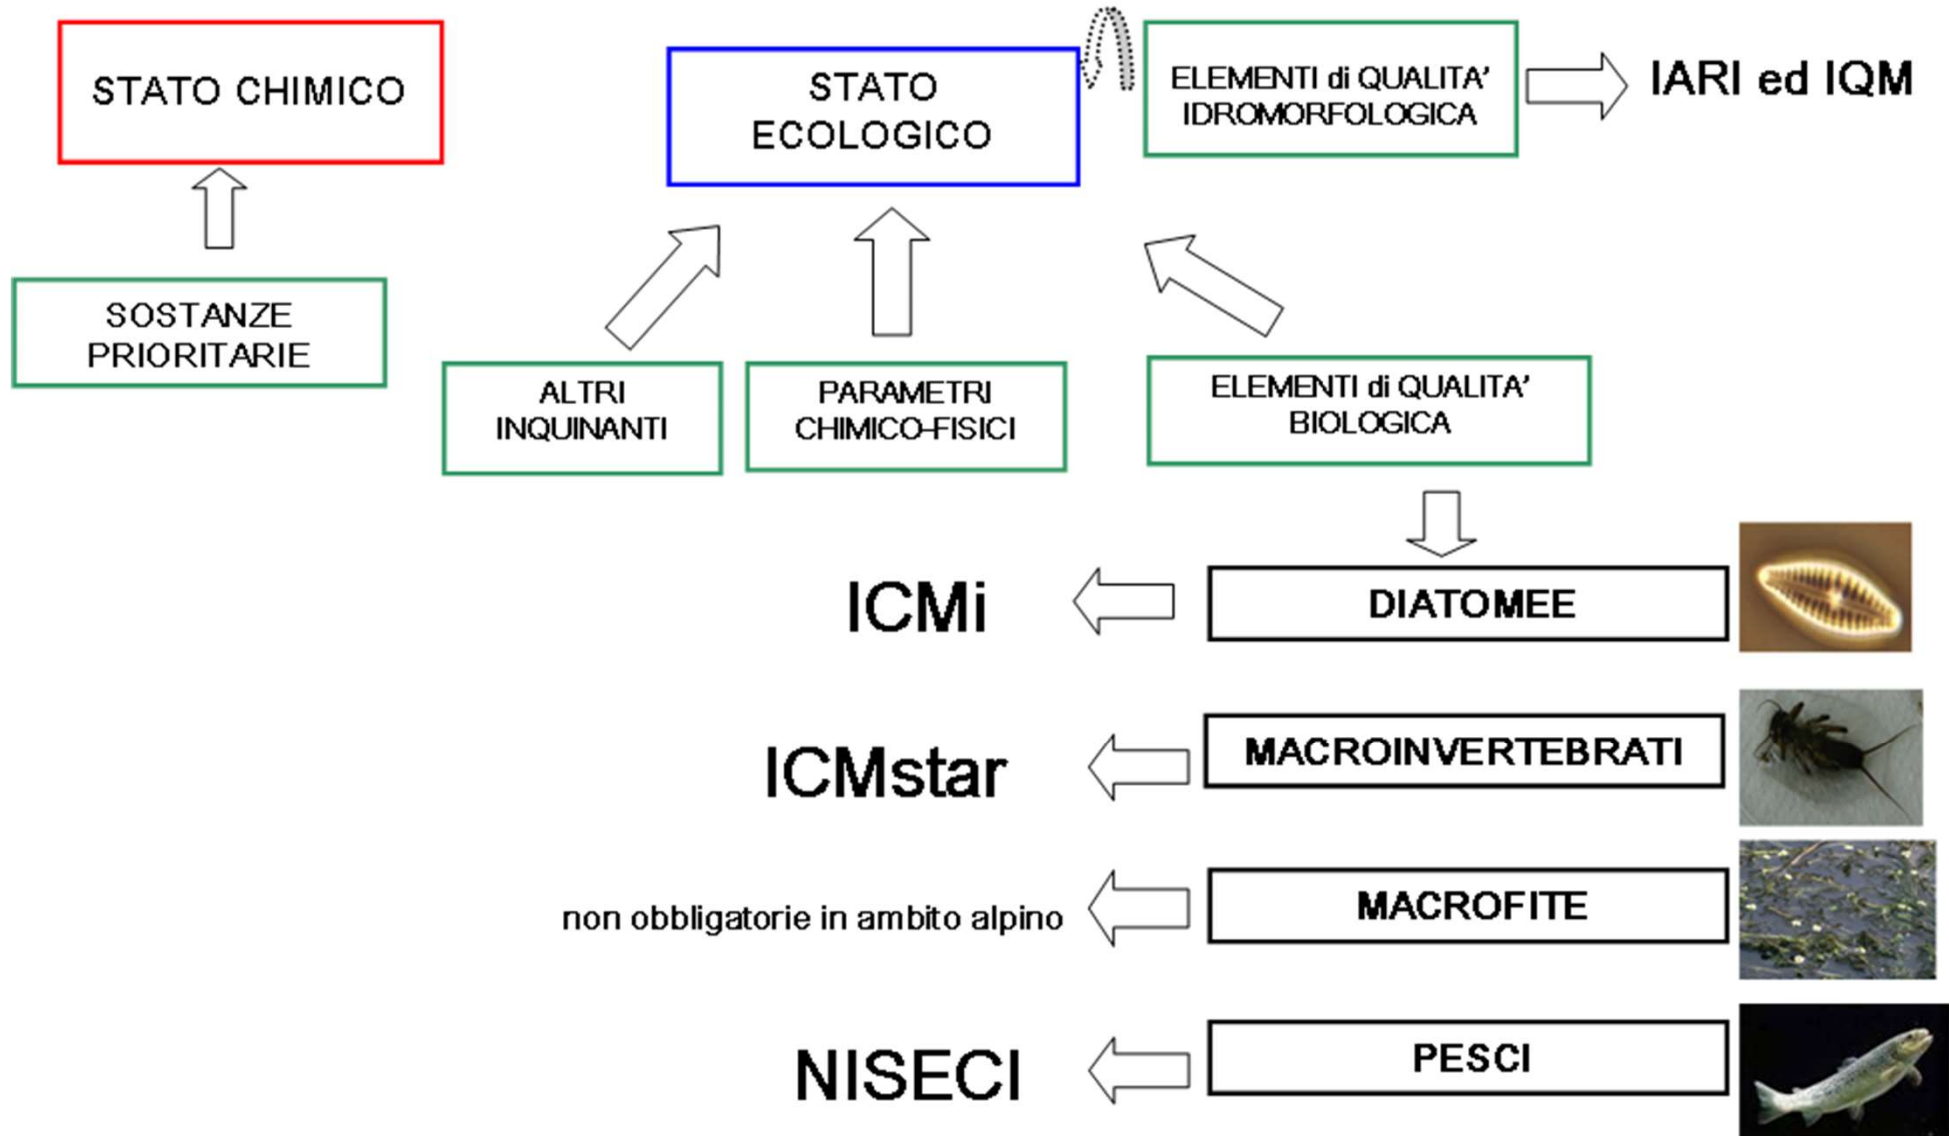 STATO CHIMICO
STATO
ECOLOGICO
ELEMENTI di QUALITA'
IDROMORFOLOGICA
IARI ed IQM
SOSTANZE
PRIORITARIE
ALTRI
INQUINANTI
PARAMETRI
CHIMICO-FISICI
ELEMENTI di QUALITA'
BIOLOGICA
ICMi
DIATOMEE
ICMstar
MACROINVERTEBRATI
non obbligatorie in ambito alpino
MACROFITE
NISECI
PESCI